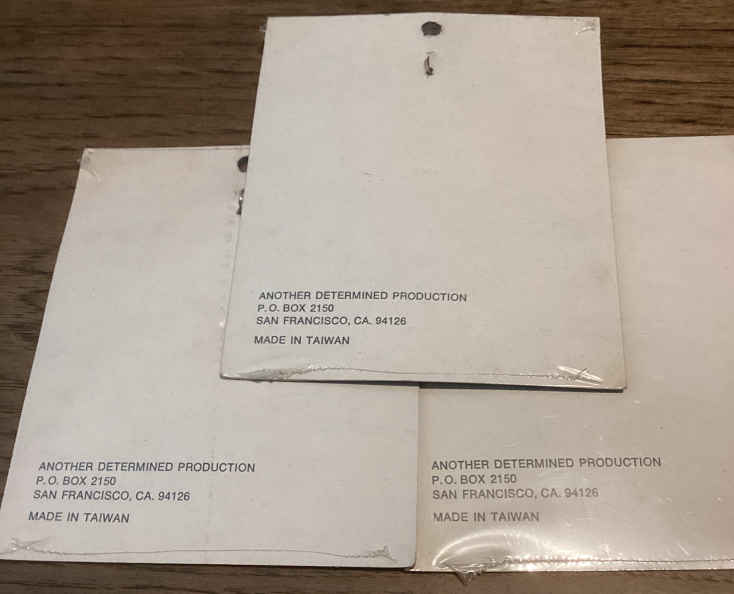 ANOTHER DETERMINED PRODUCTION
P.O. BOX 2150
SAN FRANCISCO, CA. 94126
MADE IN TAIWAN
ANOTHER DETERMINED PRODUCTION
P.O. BOX 2150
SAN FRANCISCO, CA. 94126
MADE IN TAIWAN
ANOTHER DETERMINED PRODUCTION
P.O. BOX 2150
SAN FRANCISCO, CA. 94126
MADE IN TAIWAN